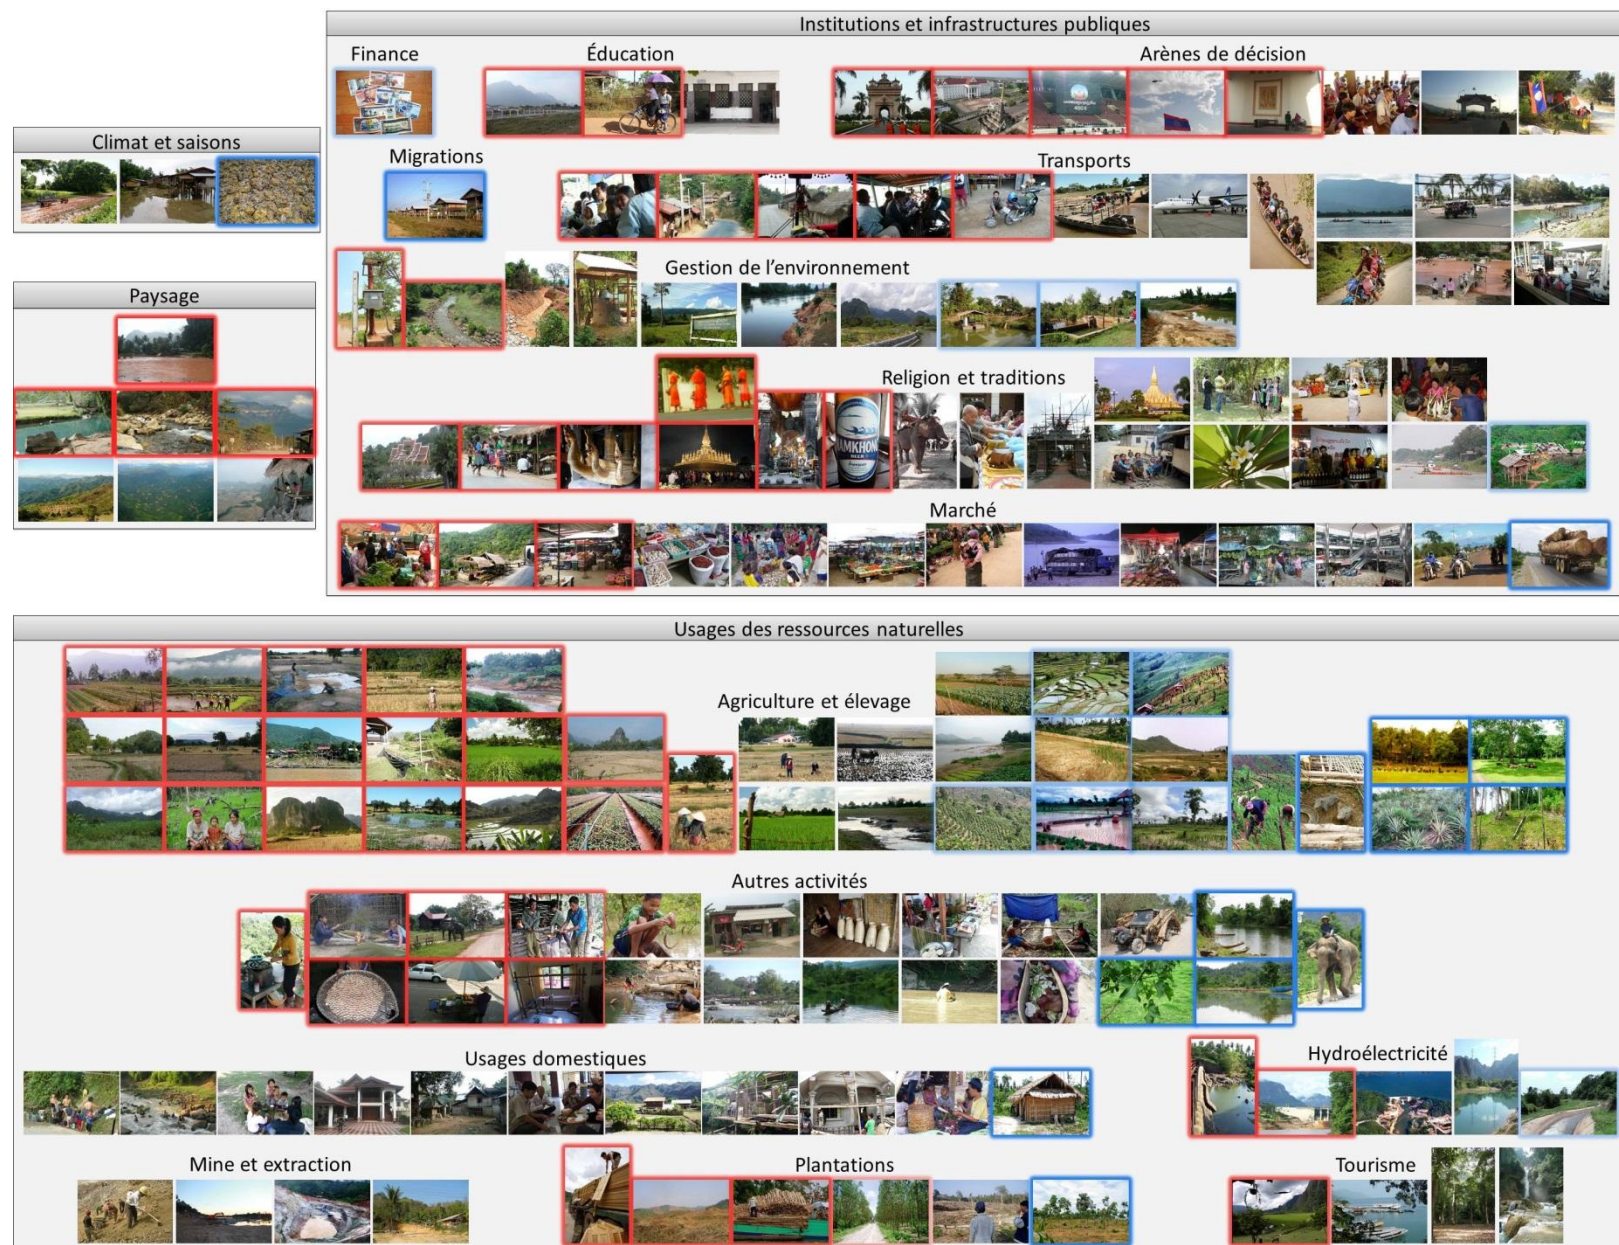 Institutions et infrastructures publiques
Finance
Éducation
Arènes de décision
Climat et saisons
Migrations
Transports
Gestion de l'environnement
Paysage
Religion et traditions
NAMKHONG
Marché
Usages des ressources naturelles
Agriculture et élevage
Autres activités
Usages domestiques
Hydroélectricité
Mine et extraction
Plantations
Tourisme